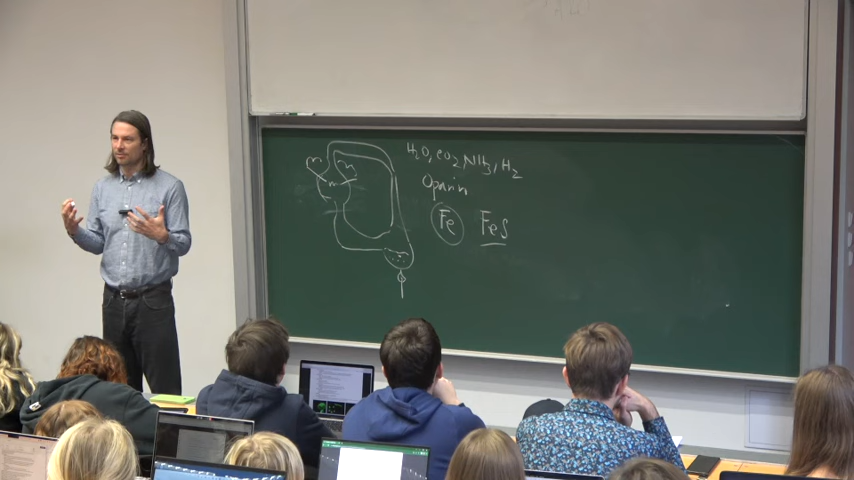 H₂O, CO₂, NH₃, H₂
Oparin
Fe FeS